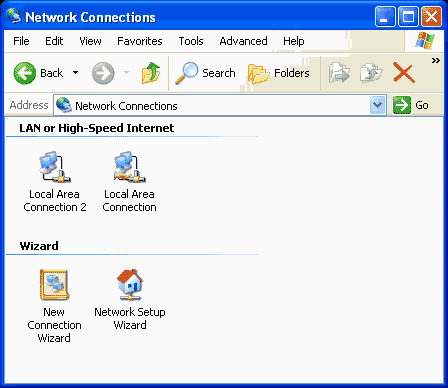 Network Connections
File Edit View Favorites Tools Advanced Help
Back Search Folders »
Address Network Connections Go
LAN or High-Speed Internet
Local Area Connection 2
Local Area Connection
Wizard
New Connection Wizard
Network Setup Wizard